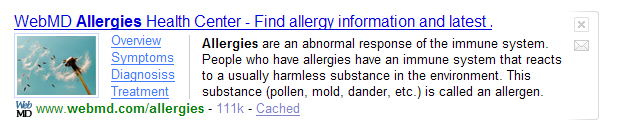 WebMD Allergies Health Center - Find allergy information and latest .
Overview
Symptoms
Diagnosiss
Treatment
Allergies are an abnormal response of the immune system.
People who have allergies have an immune system that reacts
to a usually harmless substance in the environment. This
substance (pollen, mold, dander, etc.) is called an allergen.
Web MD www.webmd.com/allergies - 111k - Cached